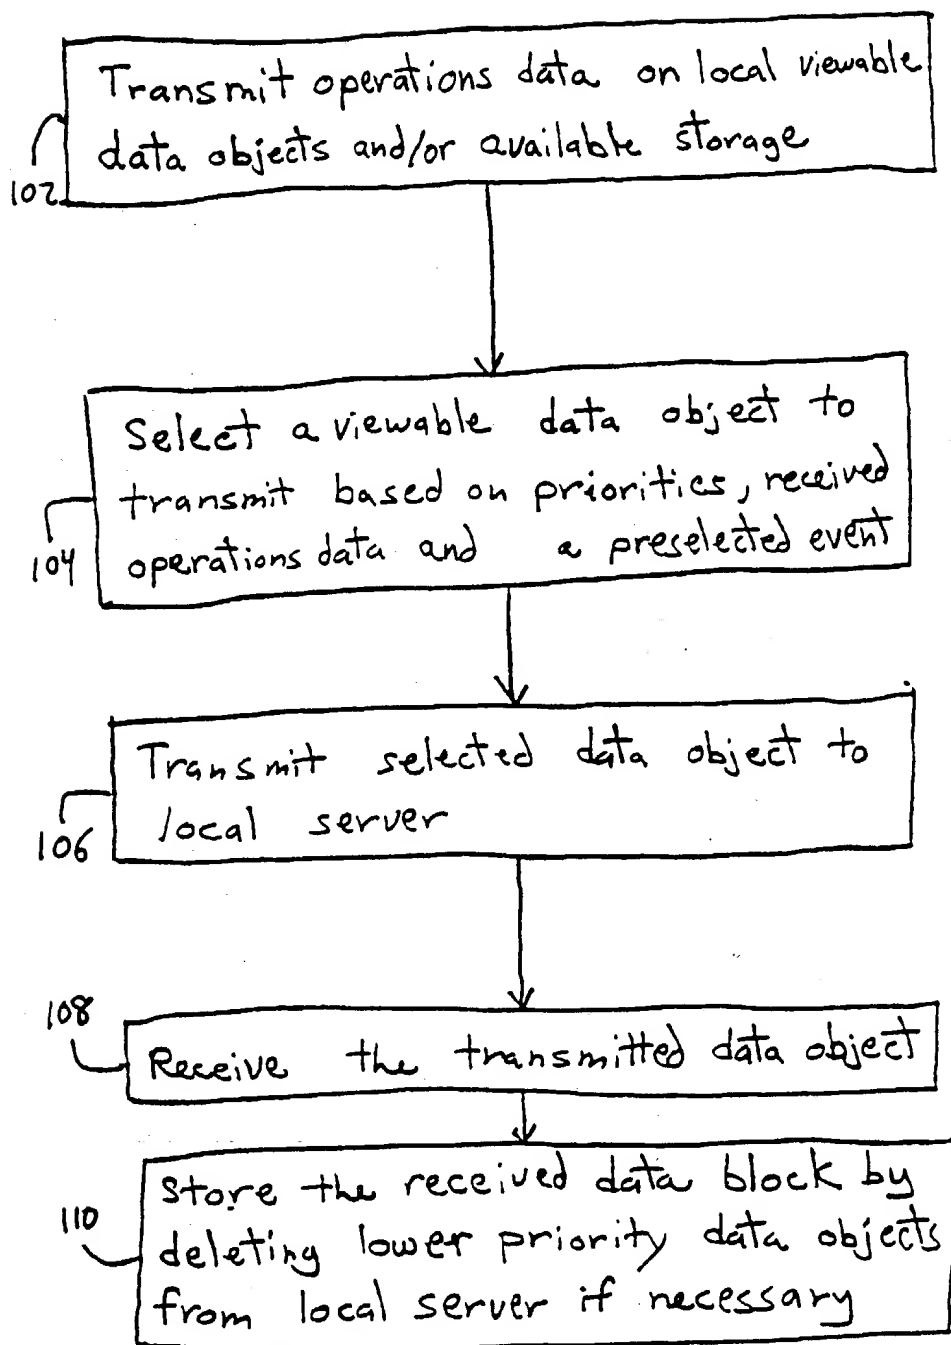 Transmit operations data on local viewable
data objects and/or available storage
102
Select a viewable data object to
transmit based on priorities, received
operations data and a preselected event
104
Transmit selected data object to
local server
106
108
Receive the transmitted data object
Store the received data block by
deleting lower priority data objects
from local server if necessary
110